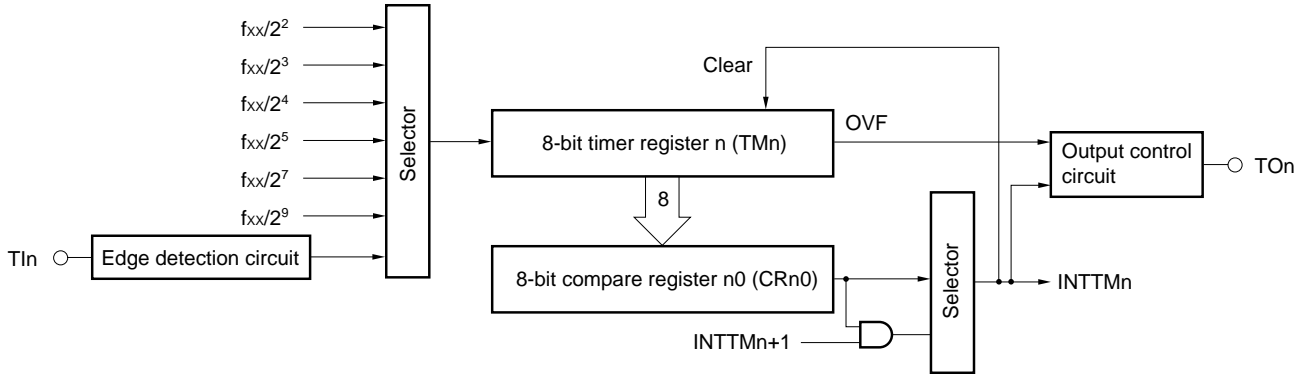 fxx/2²
fxx/2³
fxx/2⁴
fxx/2⁵
fxx/2⁷
fxx/2⁹
TIn
Edge detection circuit
Selector
Clear
8-bit timer register n (TMn)
OVF
Output control
circuit
TOn
8
8-bit compare register n0 (CRn0)
Selector
INTTMn
INTTMn+1